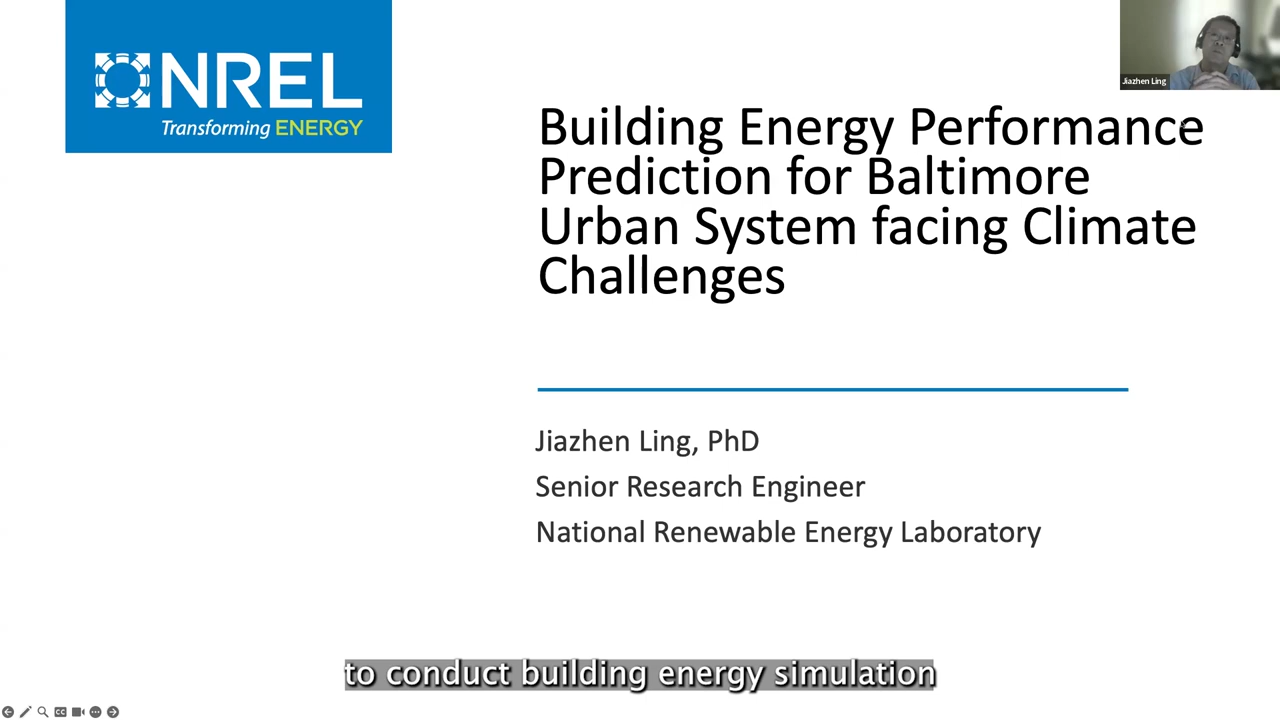 NREL
Transforming ENERGY
Jiazhen Ling
Building Energy Performance
Prediction for Baltimore
Urban System facing Climate
Challenges
Jiazhen Ling, PhD
Senior Research Engineer
National Renewable Energy Laboratory
to conduct building energy simulation
CC